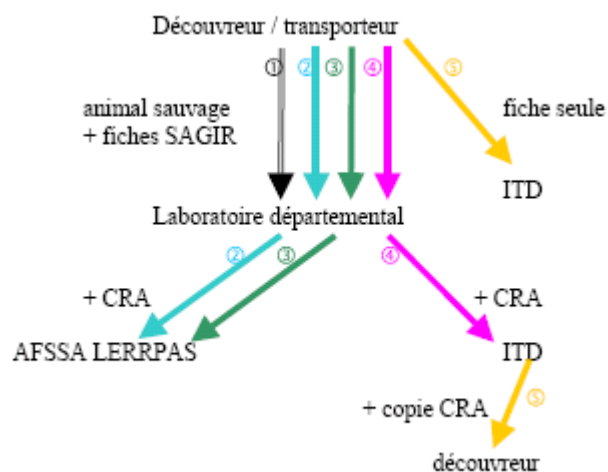 Découvreur / transporteur
① ② ③ ④ ⑤
animal sauvage
+ fiches SAGIR
fiche seule
ITD
Laboratoire départemental
② ③ ④
+ CRA
+ CRA
AFSSA LERRPAS
ITD
+ copie CRA
⑤
découvreur